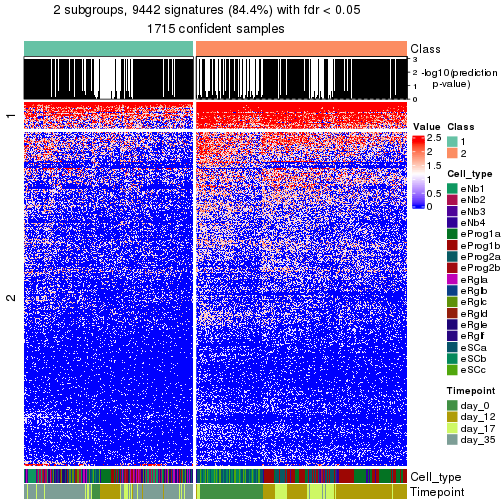 2 subgroups, 9442 signatures (84.4%) with fdr < 0.05
1715 confident samples
Class
3
2
1
0
-log10(prediction
p-value)
1
2
Value
2.5
2
1.5
1
0.5
0
Class
1
2
Cell_type
eNb1
eNb2
eNb3
eNb4
eProg1a
eProg1b
eProg2a
eProg2b
eRgla
eRglb
eRglc
eRgld
eRgle
eRglf
eSCa
eSCb
eSCc
Timepoint
day_0
day_12
day_17
day_35
Cell_type
Timepoint